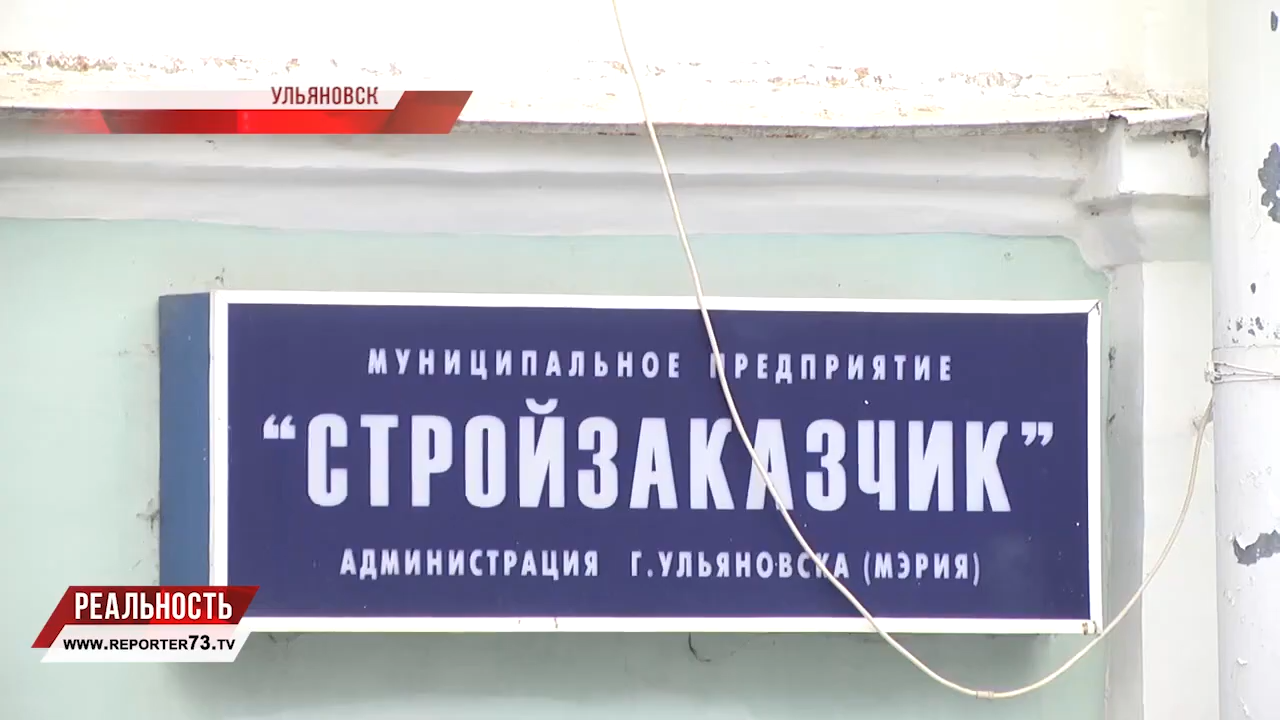 УЛЬЯНОВСК
МУНИЦИПАЛЬНОЕ ПРЕДПРИЯТИЕ
“СТРОЙЗАКАЗЧИК”
АДМИНИСТРАЦИЯ Г.УЛЬЯНОВСКА (МЭРИЯ)
РЕАЛЬНОСТЬ
WWW.REPORTER73.TV